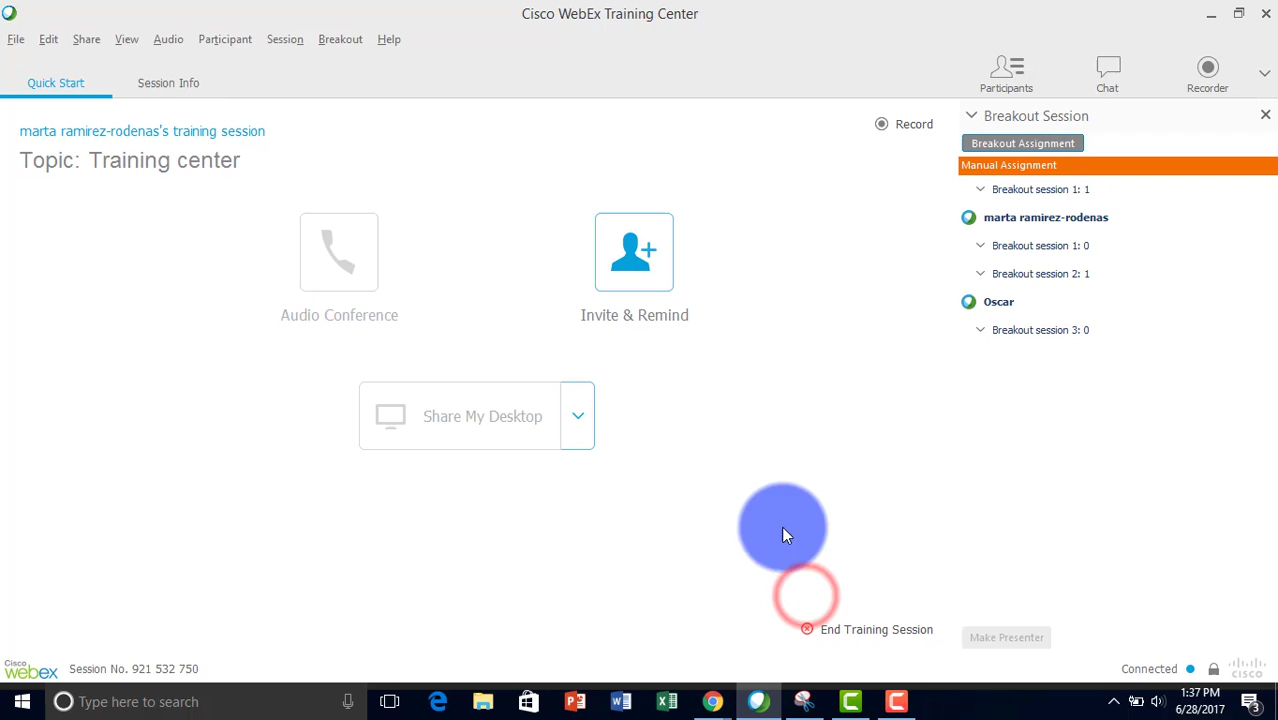 Cisco WebEx Training Center
File Edit Share View Audio Participant Session Breakout Help
Quick Start Session Info
Participants Chat Recorder
marta ramirez-rodenas's training session
Record
Topic: Training center
Audio Conference
Invite & Remind
Share My Desktop
End Training Session
Breakout Session
Breakout Assignment
Manual Assignment
Breakout session 1: 1
marta ramirez-rodenas
Breakout session 1: 0
Breakout session 2: 1
Oscar
Breakout session 3: 0
Make Presenter
Cisco
webex
Session No. 921 532 750
Connected
CISCO
Type here to search
1:37 PM
6/28/2017
3